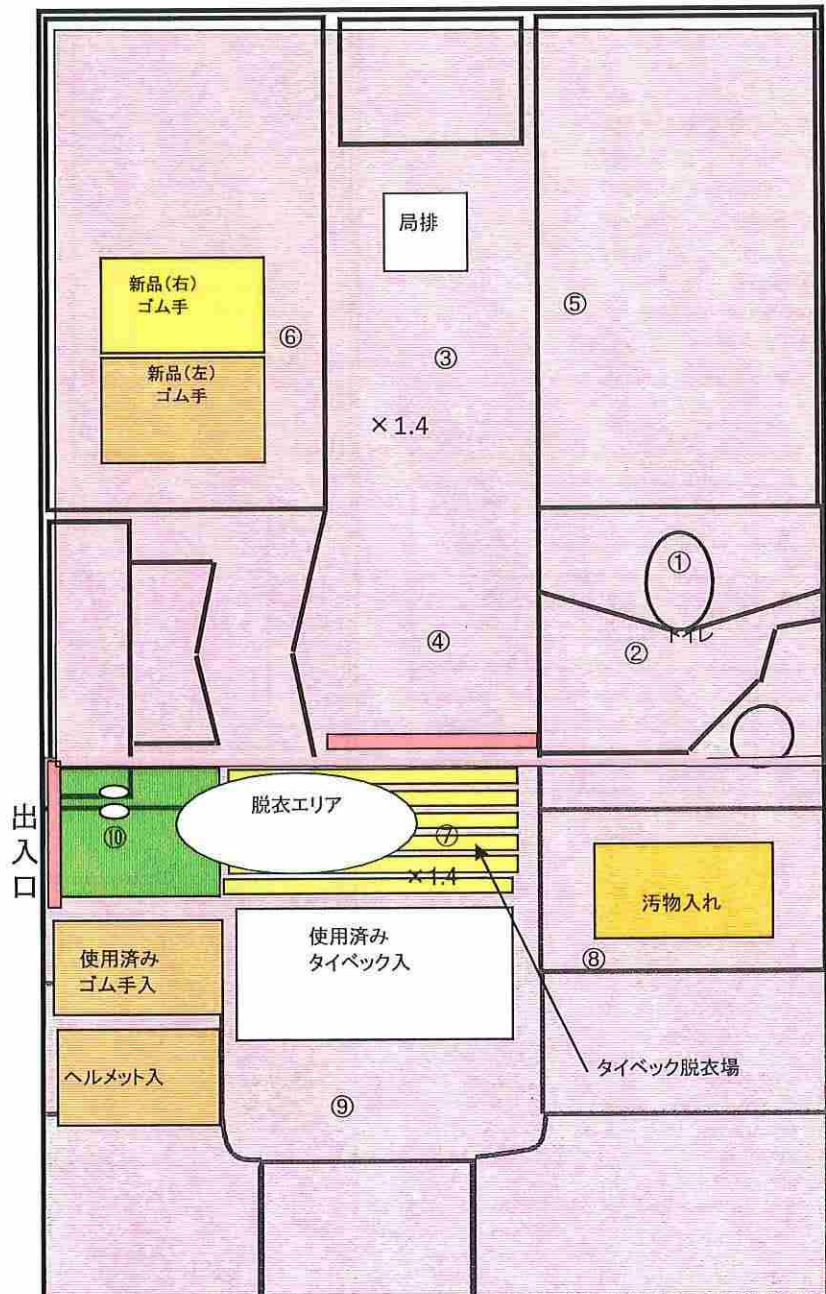 局排
新品(右)
ゴム手
⑥
⑤
③
新品(左)
ゴム手
×1.4
①
④
②
トイレ
出入口
脱衣エリア
⑩
⑦
×1.4
汚物入れ
使用済み
ゴム手入
使用済み
タイベック入
⑧
ヘルメット入
タイベック脱衣場
⑨